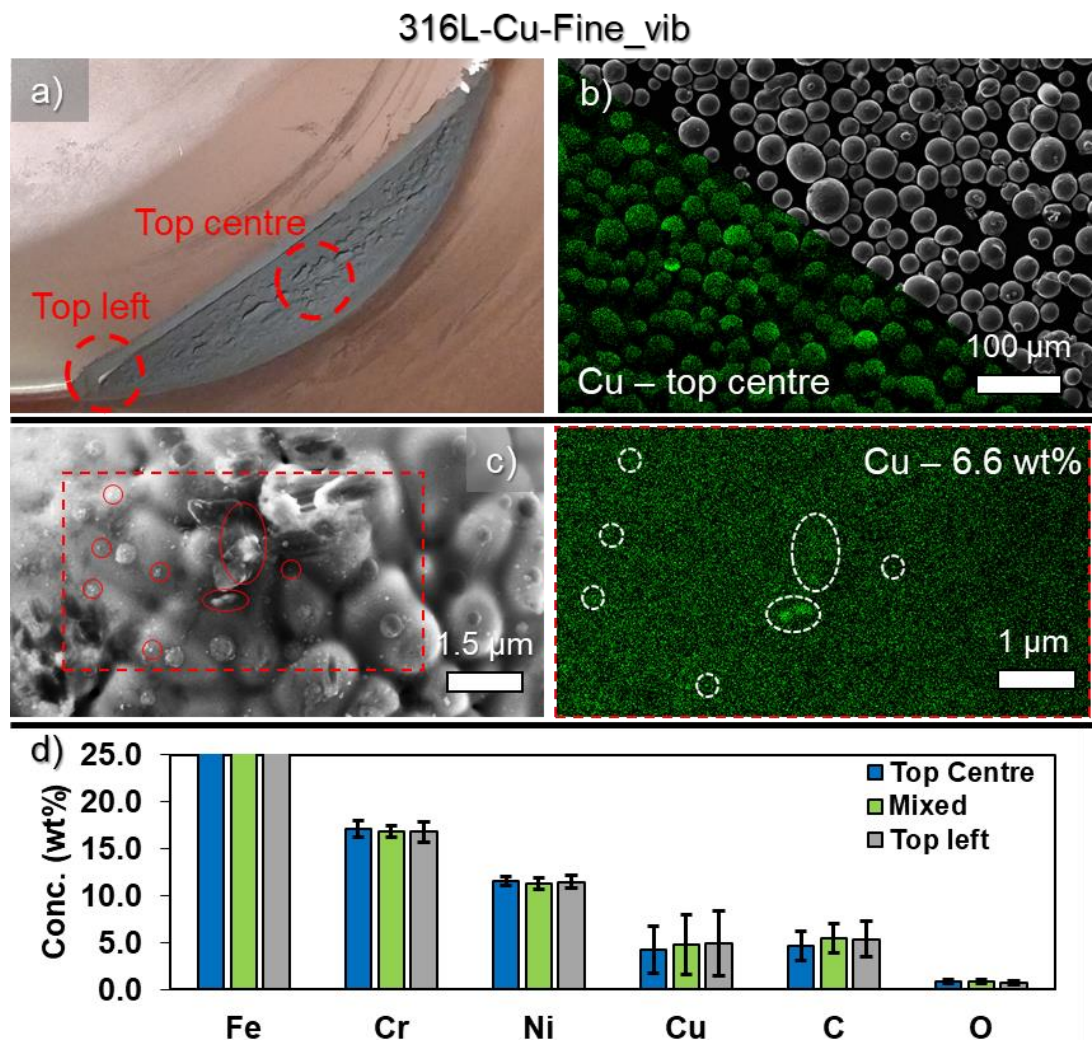 316L-Cu-Fine_vib
a)
Top centre
Top left
b)
100 µm
Cu – top centre
c)
1.5 µm
Cu – 6.6 wt%
1 µm
d)
25.0
20.0
15.0
10.0
5.0
0.0
Conc. (wt%)
Top Centre
Mixed
Top left
Fe Cr Ni Cu C O